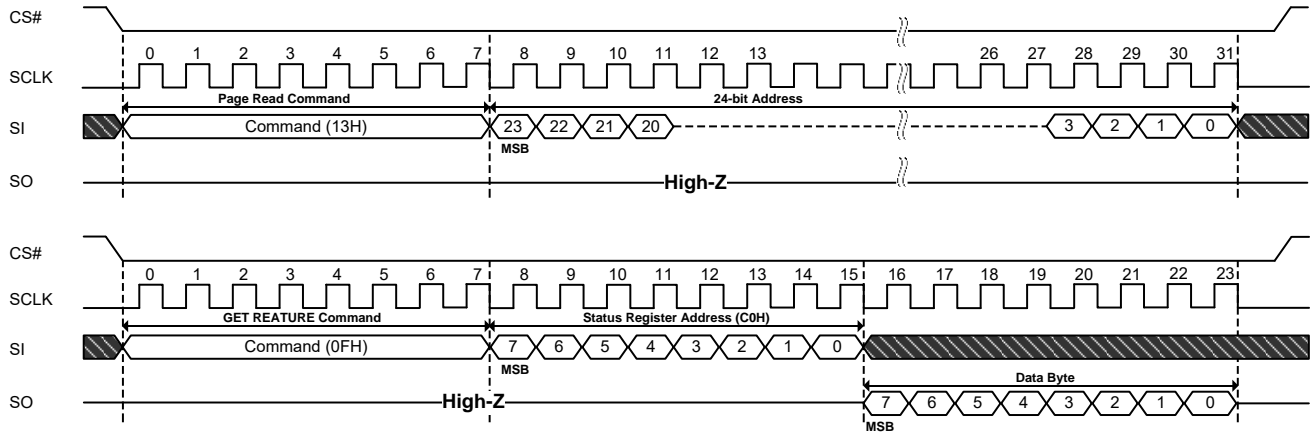 CS#
0 1 2 3 4 5 6 7 8 9 10 11 12 13 26 27 28 29 30 31
SCLK
Page Read Command 24-bit Address
SI Command (13H) 23 22 21 20 3 2 1 0
MSB
SO High-Z
CS#
0 1 2 3 4 5 6 7 8 9 10 11 12 13 14 15 16 17 18 19 20 21 22 23
SCLK
GET REATURE Command Status Register Address (C0H)
SI Command (0FH) 7 6 5 4 3 2 1 0
MSB
Data Byte
SO High-Z 7 6 5 4 3 2 1 0
MSB